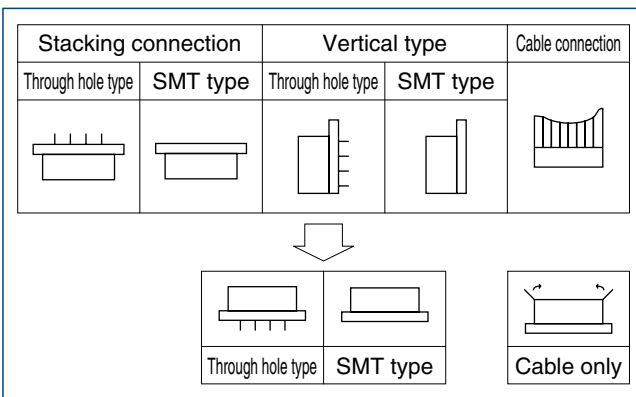 Stacking connection Vertical type Cable connection
Through hole type SMT type Through hole type SMT type
Through hole type SMT type Cable only